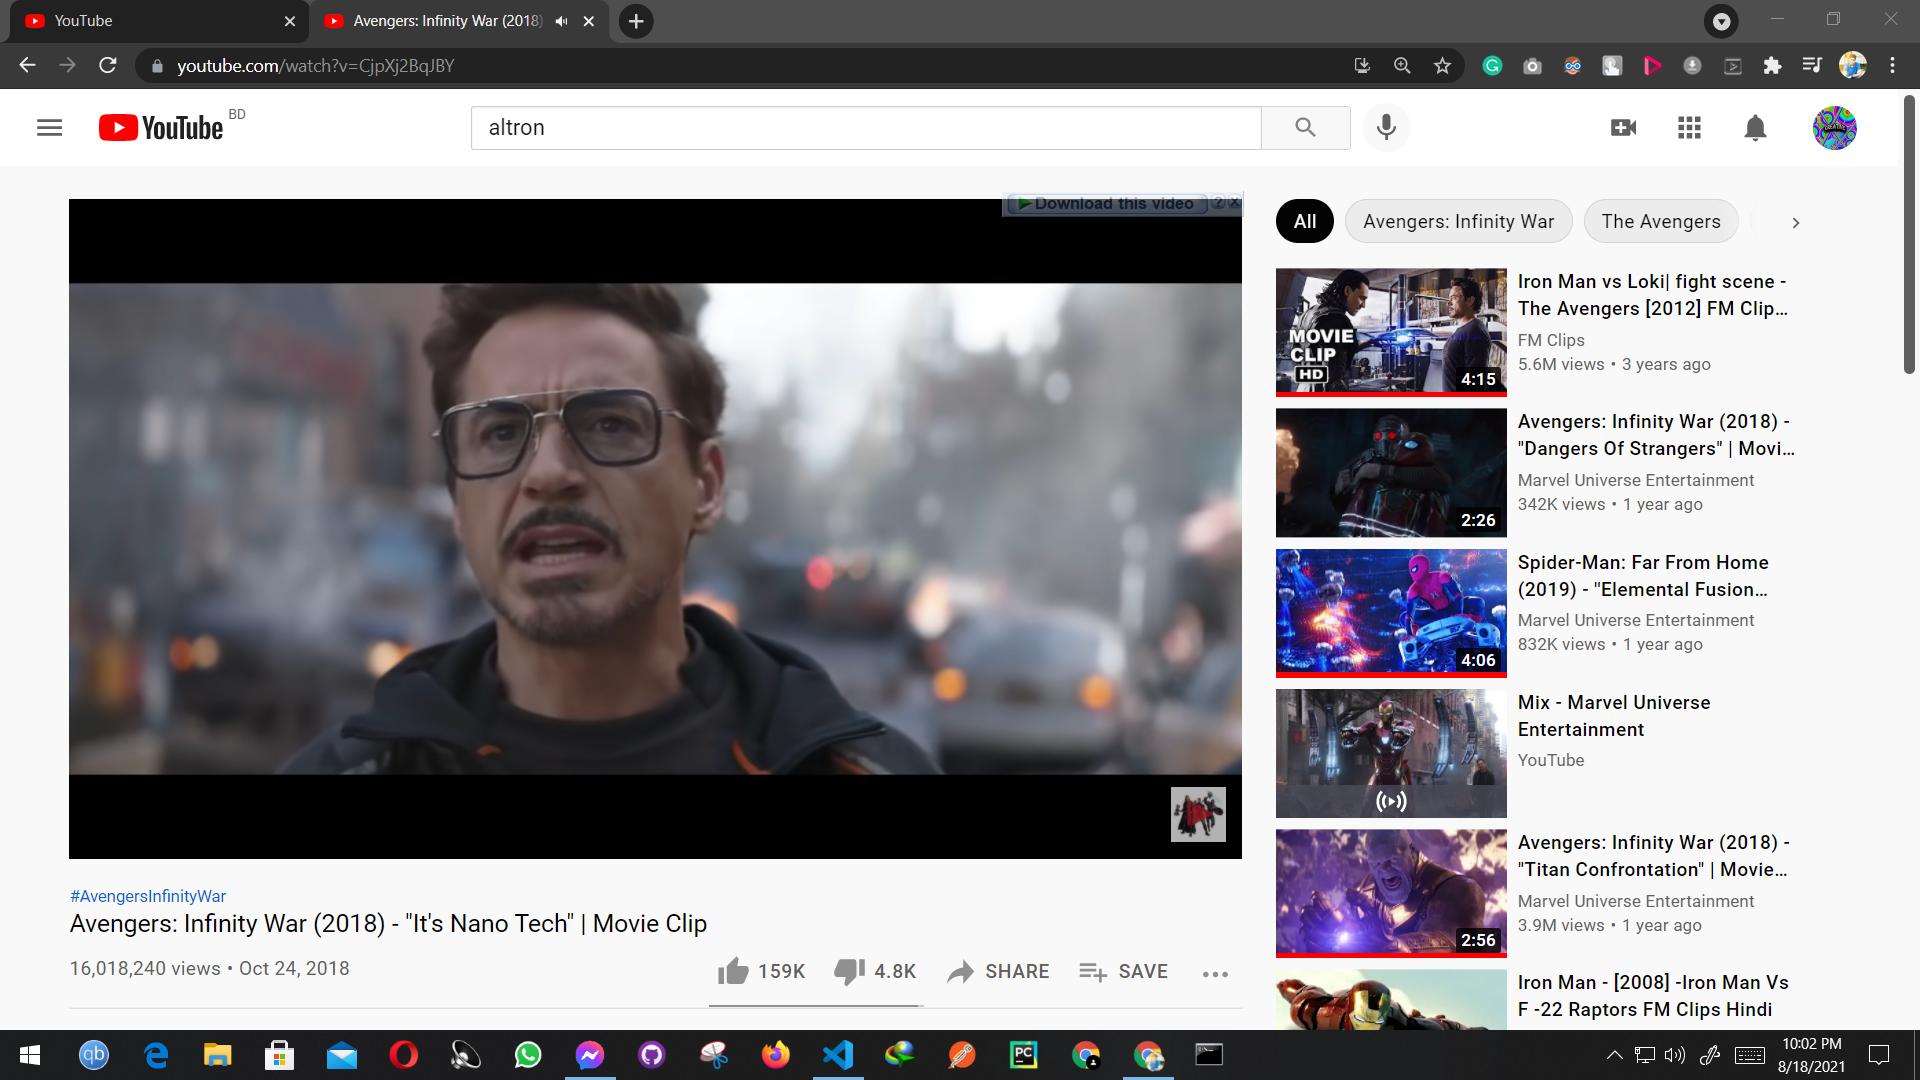 YouTube
Avengers: Infinity War (2018)
youtube.com/watch?v=CjpXj2BqJBY
YouTube BD
altron
Download this video ? x
All
Avengers: Infinity War
The Avengers
MOVIE
CLIP
HD
4:15
Iron Man vs Loki| fight scene -
The Avengers [2012] FM Clip...
FM Clips
5.6M views • 3 years ago
2:26
Avengers: Infinity War (2018) -
"Dangers Of Strangers" | Movi...
Marvel Universe Entertainment
342K views • 1 year ago
4:06
Spider-Man: Far From Home
(2019) - "Elemental Fusion...
Marvel Universe Entertainment
832K views • 1 year ago
Mix - Marvel Universe
Entertainment
YouTube
2:56
Avengers: Infinity War (2018) -
"Titan Confrontation" | Movie...
Marvel Universe Entertainment
3.9M views • 1 year ago
Iron Man - [2008] -Iron Man Vs
F -22 Raptors FM Clips Hindi
#AvengersInfinityWar
Avengers: Infinity War (2018) - "It's Nano Tech" | Movie Clip
16,018,240 views • Oct 24, 2018
159K
4.8K
SHARE
SAVE
qb
PC
10:02 PM
8/18/2021